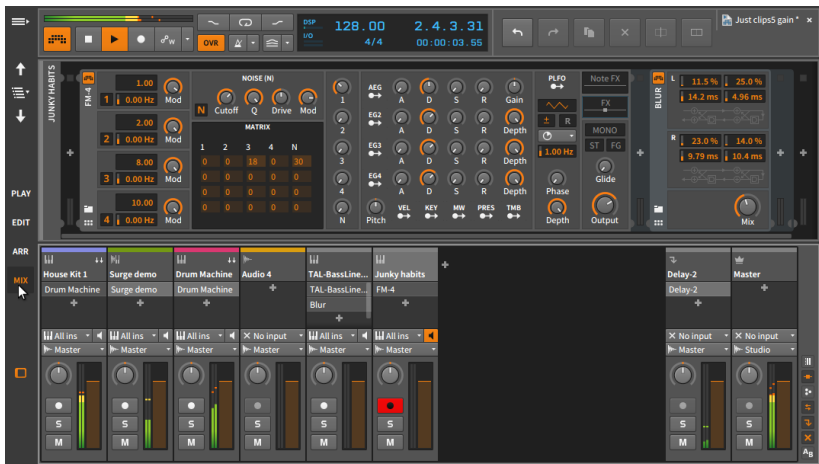 DSP
I/O
128.00
4/4
2.4.3.31
00:00:03.55
Just clips5 gain *
OVR
W
JUNKY HABITS
FM-4
1.00
1 0.00 Hz Mod
2.00
2 0.00 Hz Mod
8.00
3 0.00 Hz Mod
10.00
4 0.00 Hz Mod
NOISE (N)
N Cutoff Q Drive Mod
MATRIX
1 2 3 4 N
0 0 18 0 30
0 0 0 0 0
0 0 0 0 0
0 0 0 0 0
1
2
3
4
N
AEG A D S R Gain
EG2 A D S R Depth
EG3 A D S R Depth
EG4 A D S R Depth
Pitch VEL KEY MW PRES TMB
PLFO
± R
1.00 Hz
Phase
Depth
Note FX
FX
MONO
ST FG
Glide
Output
BLUR
L 11.5 % 25.0 %
14.2 ms 4.96 ms
R 23.0 % 14.0 %
9.79 ms 10.4 ms
Mix
PLAY
EDIT
ARR
MIX
House Kit 1 Surge demo Drum Machine Audio 4 TAL-BassLine... Junky habits Delay-2 Master
Drum Machine Surge demo Drum Machine TAL-BassLine... FM-4 Delay-2
Blur
All ins All ins All ins No input All ins All ins No input No input
Master Master Master Master Master Master Master Studio
S S S S S S S S
M M M M M M M M
AB